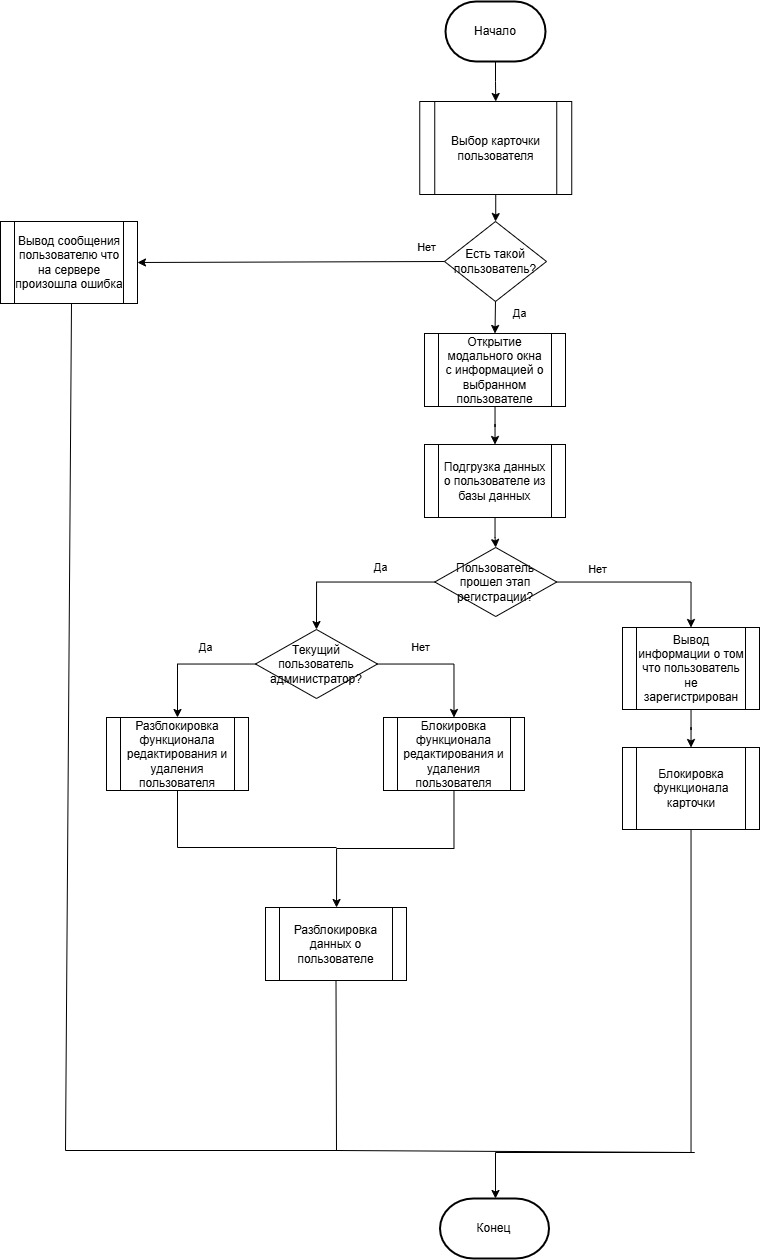 Начало
Выбор карточки
пользователя
Вывод сообщения
пользователю что
на сервере
произошла ошибка
Нет
Есть такой
пользователь?
Да
Открытие
модального окна
с информацией о
выбранном
пользователе
Подгрузка данных
о пользователе из
базы данных
Да
Пользователь
прошел этап
регистрации?
Нет
Да
Текущий
пользователь
администратор?
Нет
Вывод
информации о том
что пользователь
не
зарегистрирован
Разблокировка
функционала
редактирования и
удаления
пользователя
Блокировка
функционала
редактирования и
удаления
пользователя
Блокировка
функционала
карточки
Разблокировка
данных о
пользователе
Конец